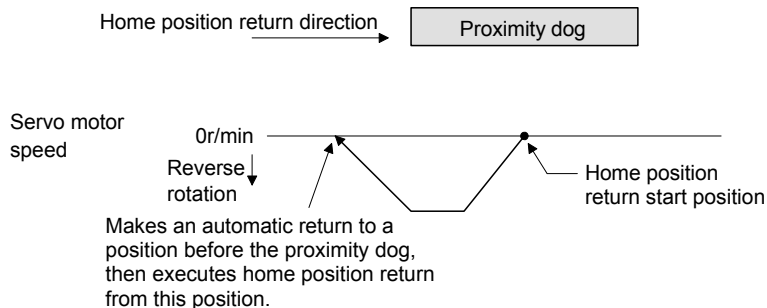 Home position return direction
Proximity dog
Servo motor
speed
0r/min
Reverse
rotation
Home position
return start position
Makes an automatic return to a
position before the proximity dog,
then executes home position return
from this position.